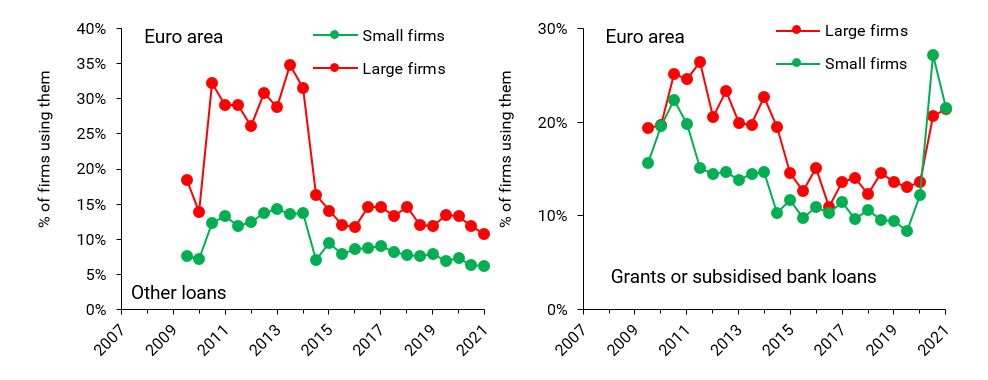 40%
35%
30%
25%
20%
15%
10%
5%
0%
% of firms using them
Euro area
Small firms
Large firms
Other loans
2007
2009
2011
2013
2015
2017
2019
2021
30%
20%
10%
0%
% of firms using them
Euro area
Large firms
Small firms
Grants or subsidised bank loans
2007
2009
2011
2013
2015
2017
2019
2021